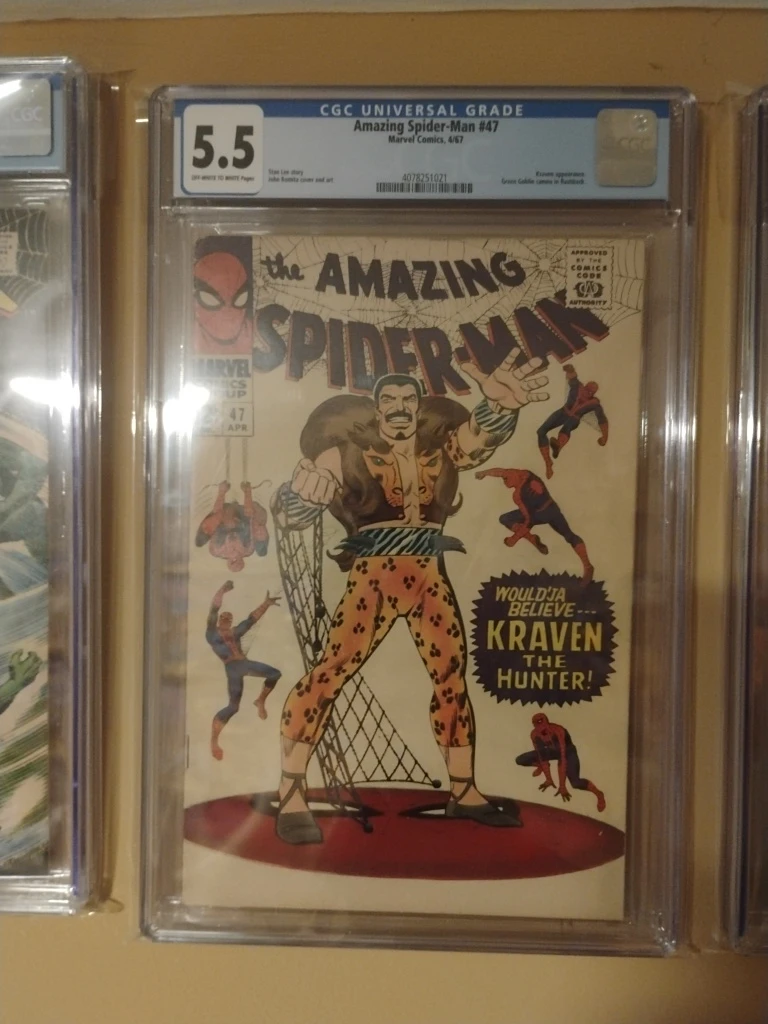 CGC
CGC UNIVERSAL GRADE
5.5
OFF-WHITE TO WHITE Pages
Amazing Spider-Man #47
Marvel Comics, 4/67
Stan Lee story
John Romita cover and art
4078251021
Kraven appearance.
Green Goblin cameo in flashback.
CGC
the AMAZING
SPIDER-MAN
APPROVED
BY THE
COMICS
CODE
AUTHORITY
MARVEL
COMICS
GROUP
47
APR
WOULD'JA
BELIEVE---
KRAVEN
THE
HUNTER!